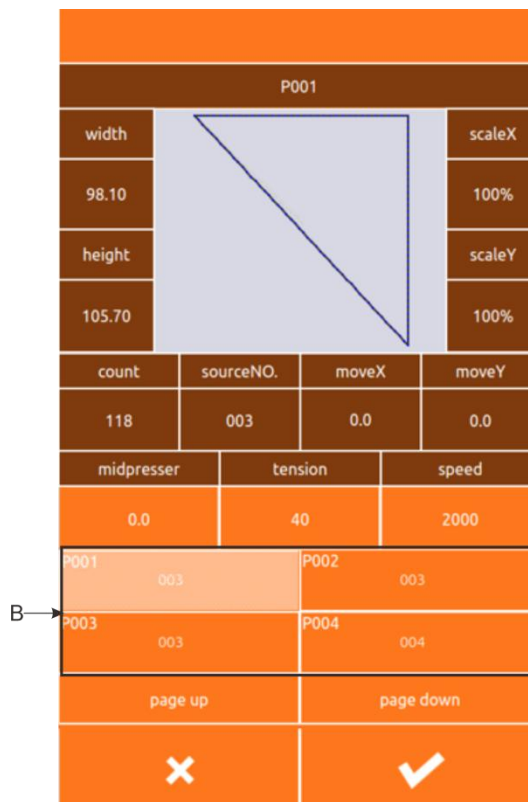 P001
width
scaleX
98.10
100%
height
scaleY
105.70
100%
count sourceNO. moveX moveY
118 003 0.0 0.0
midpresser tension speed
0.0 40 2000
P001 P002
003 003
B
P003 P004
003 004
page up page down